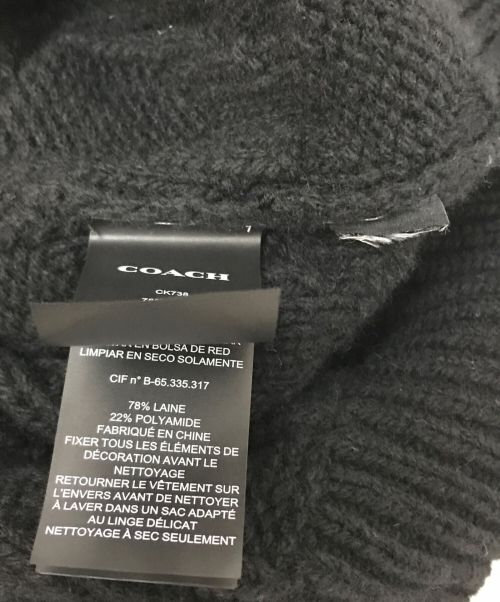 COACH
CK738
LIMPIAR EN SECO SOLAMENTE
CIF n° B-65.335.317
78% LAINE
22% POLYAMIDE
FABRIQUÉ EN CHINE
FIXER TOUS LES ÉLÉMENTS DE
DÉCORATION AVANT LE
NETTOYAGE
RETOURNER LE VÊTEMENT SUR
L'ENVERS AVANT DE NETTOYER
À LAVER DANS UN SAC ADAPTÉ
AU LINGE DÉLICAT
NETTOYAGE À SEC SEULEMENT